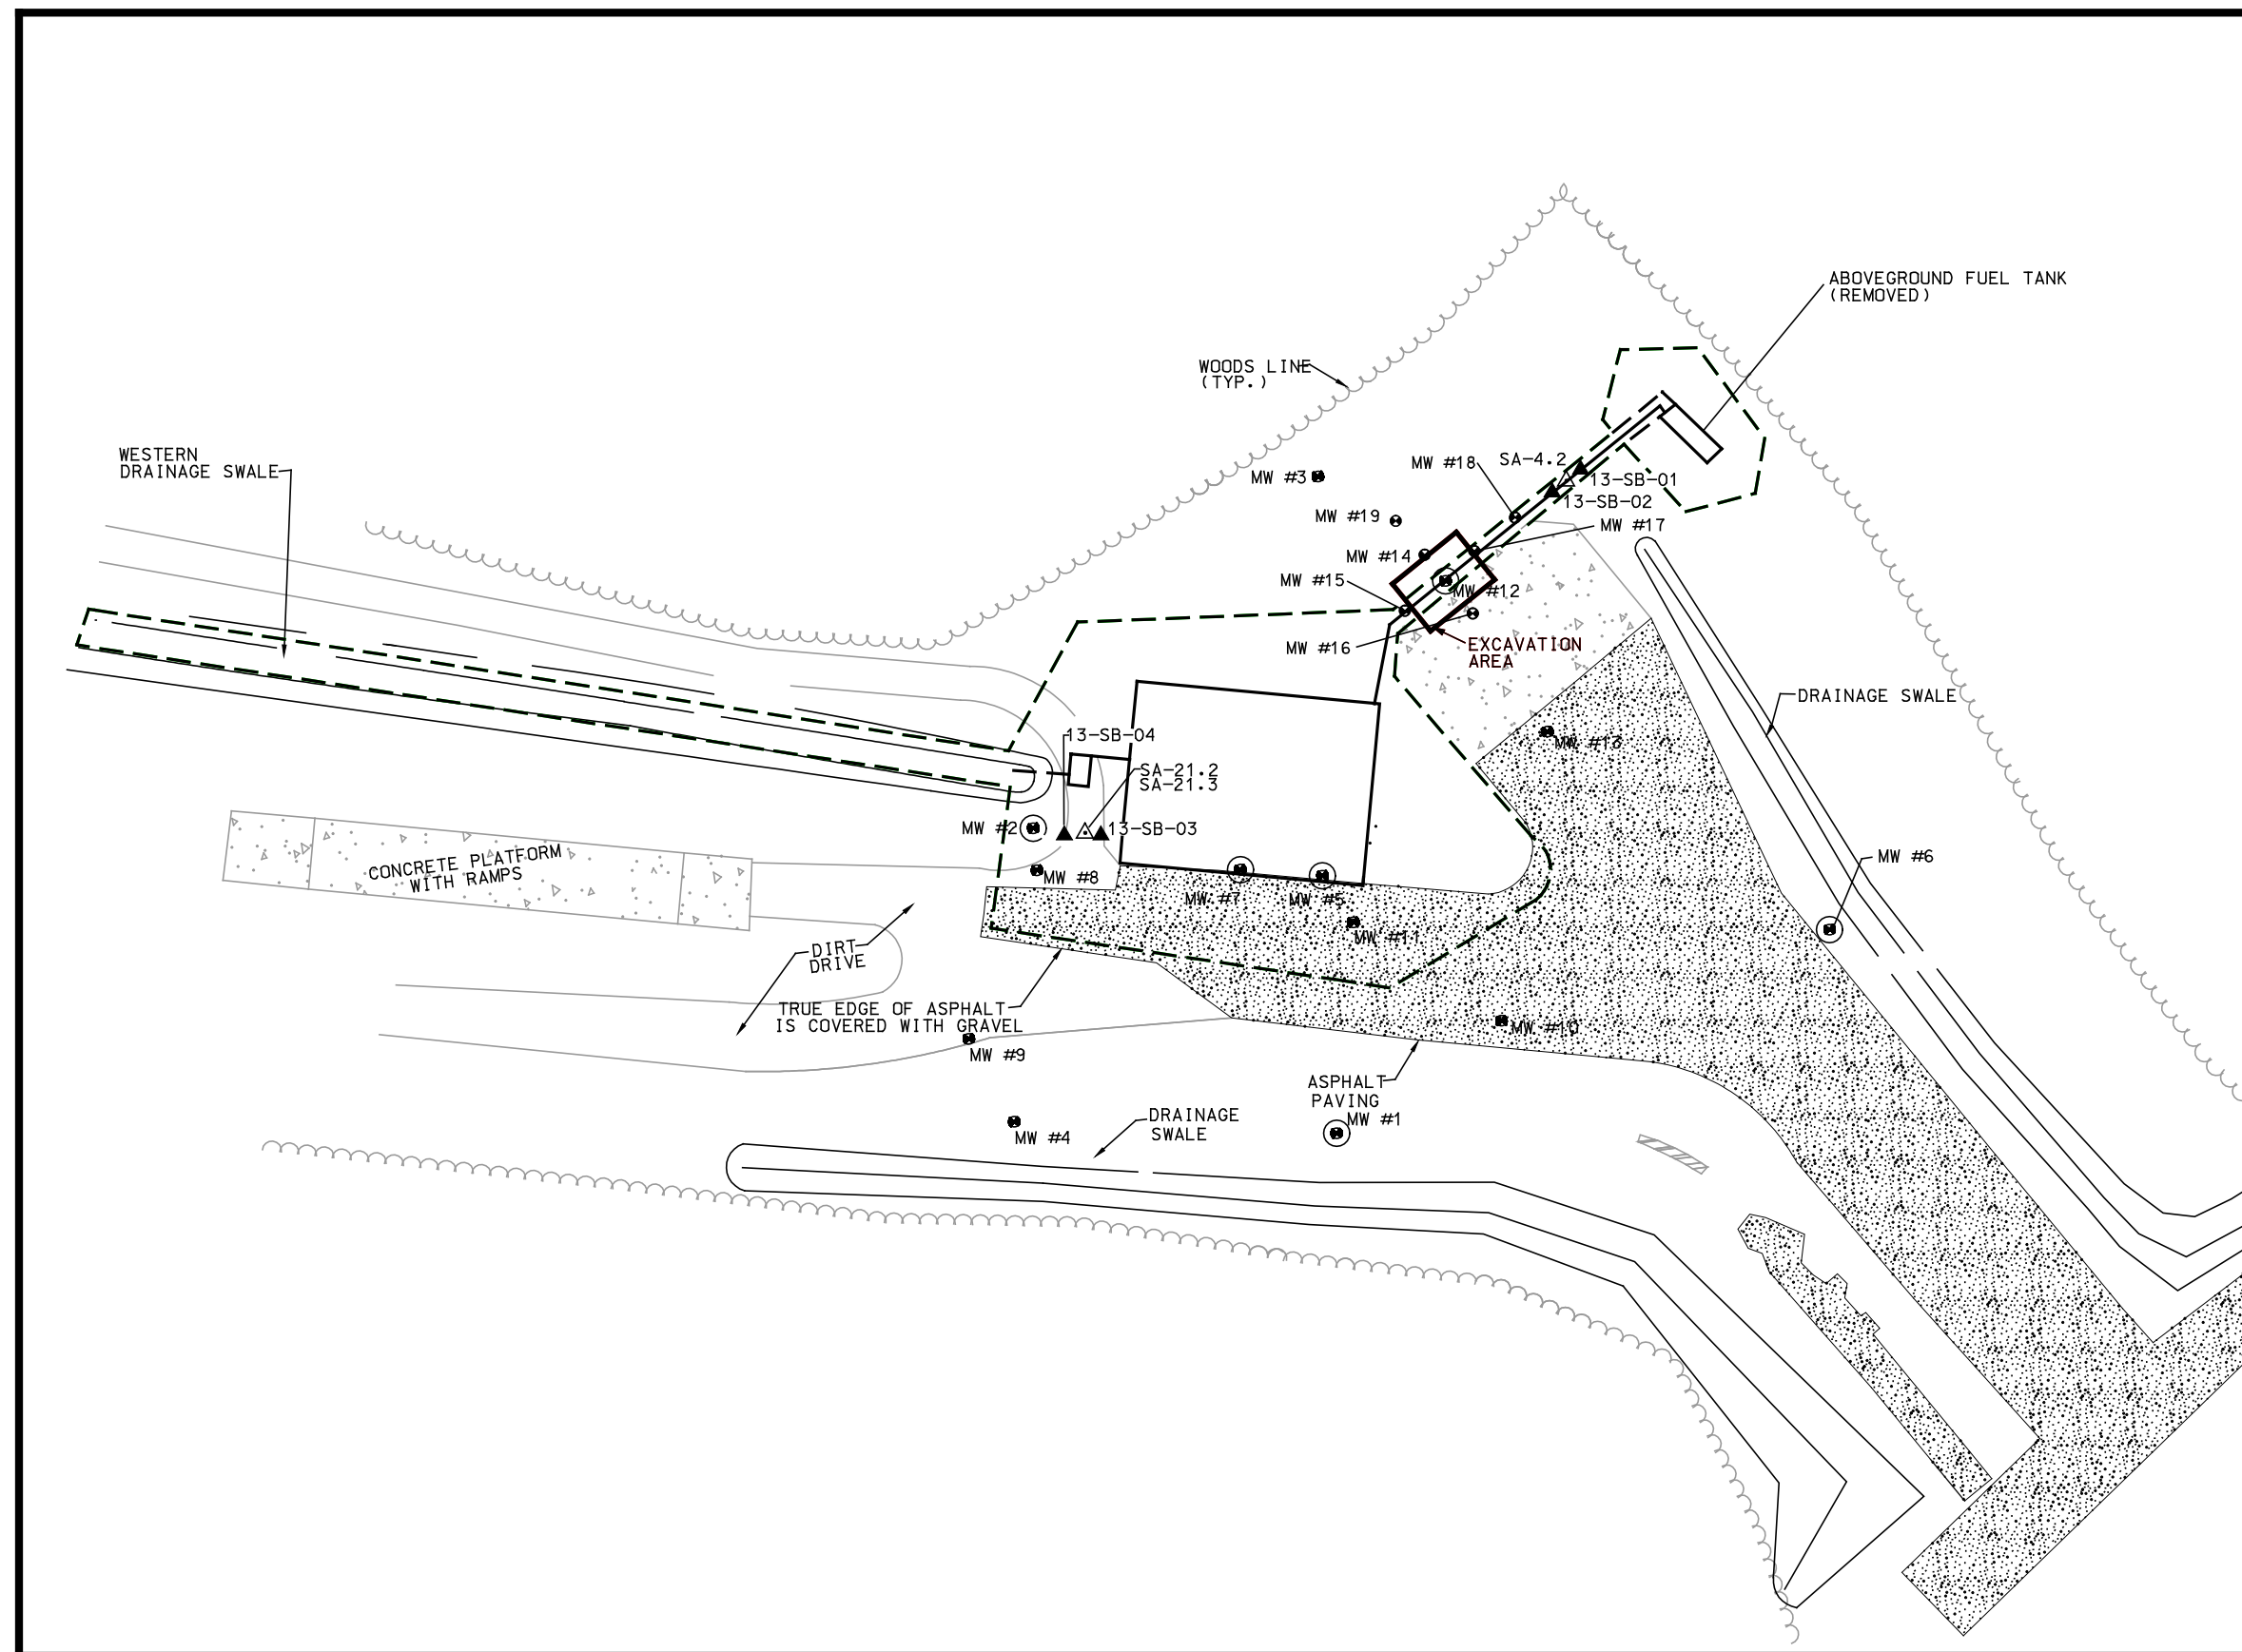 ABOVEGROUND FUEL TANK
(REMOVED)
WOODS LINE
(TYP.)
WESTERN
DRAINAGE SWALE
MW #3
MW #18
SA-4.2
13-SB-01
13-SB-02
MW #19
MW #17
MW #14
MW #15
MW #12
MW #16
EXCAVATION
AREA
DRAINAGE SWALE
13-SB-04
MW #13
SA-21.2
SA-21.3
MW #2
13-SB-03
CONCRETE PLATFORM
WITH RAMPS
MW #8
MW #7
MW #5
MW #6
MW #11
DIRT
DRIVE
TRUE EDGE OF ASPHALT
IS COVERED WITH GRAVEL
MW #10
MW #9
ASPHALT
PAVING
MW #1
DRAINAGE
SWALE
MW #4